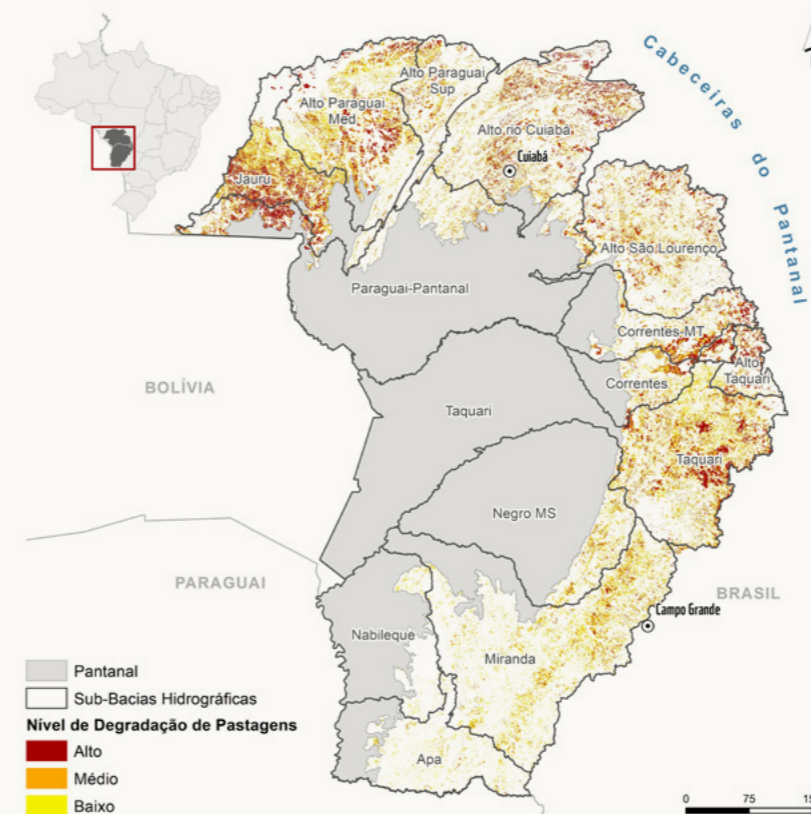 Cabeceiras do Pantanal
Alto Paraguai
Sup
Alto Paraguai
Med
Alto rio Cuiabá
Cuiabá
Jauru
Alto São Lourenço
Paraguai-Pantanal
Correntes MT
Alto
Taquari
Correntes
BOLÍVIA
Taquari
Taquari
Negro MS
PARAGUAI
BRASIL
Campo Grande
Nabileque
Miranda
Apa
Pantanal
Sub-Bacias Hidrográficas
Nível de Degradação de Pastagens
Alto
Médio
Baixo
0 75